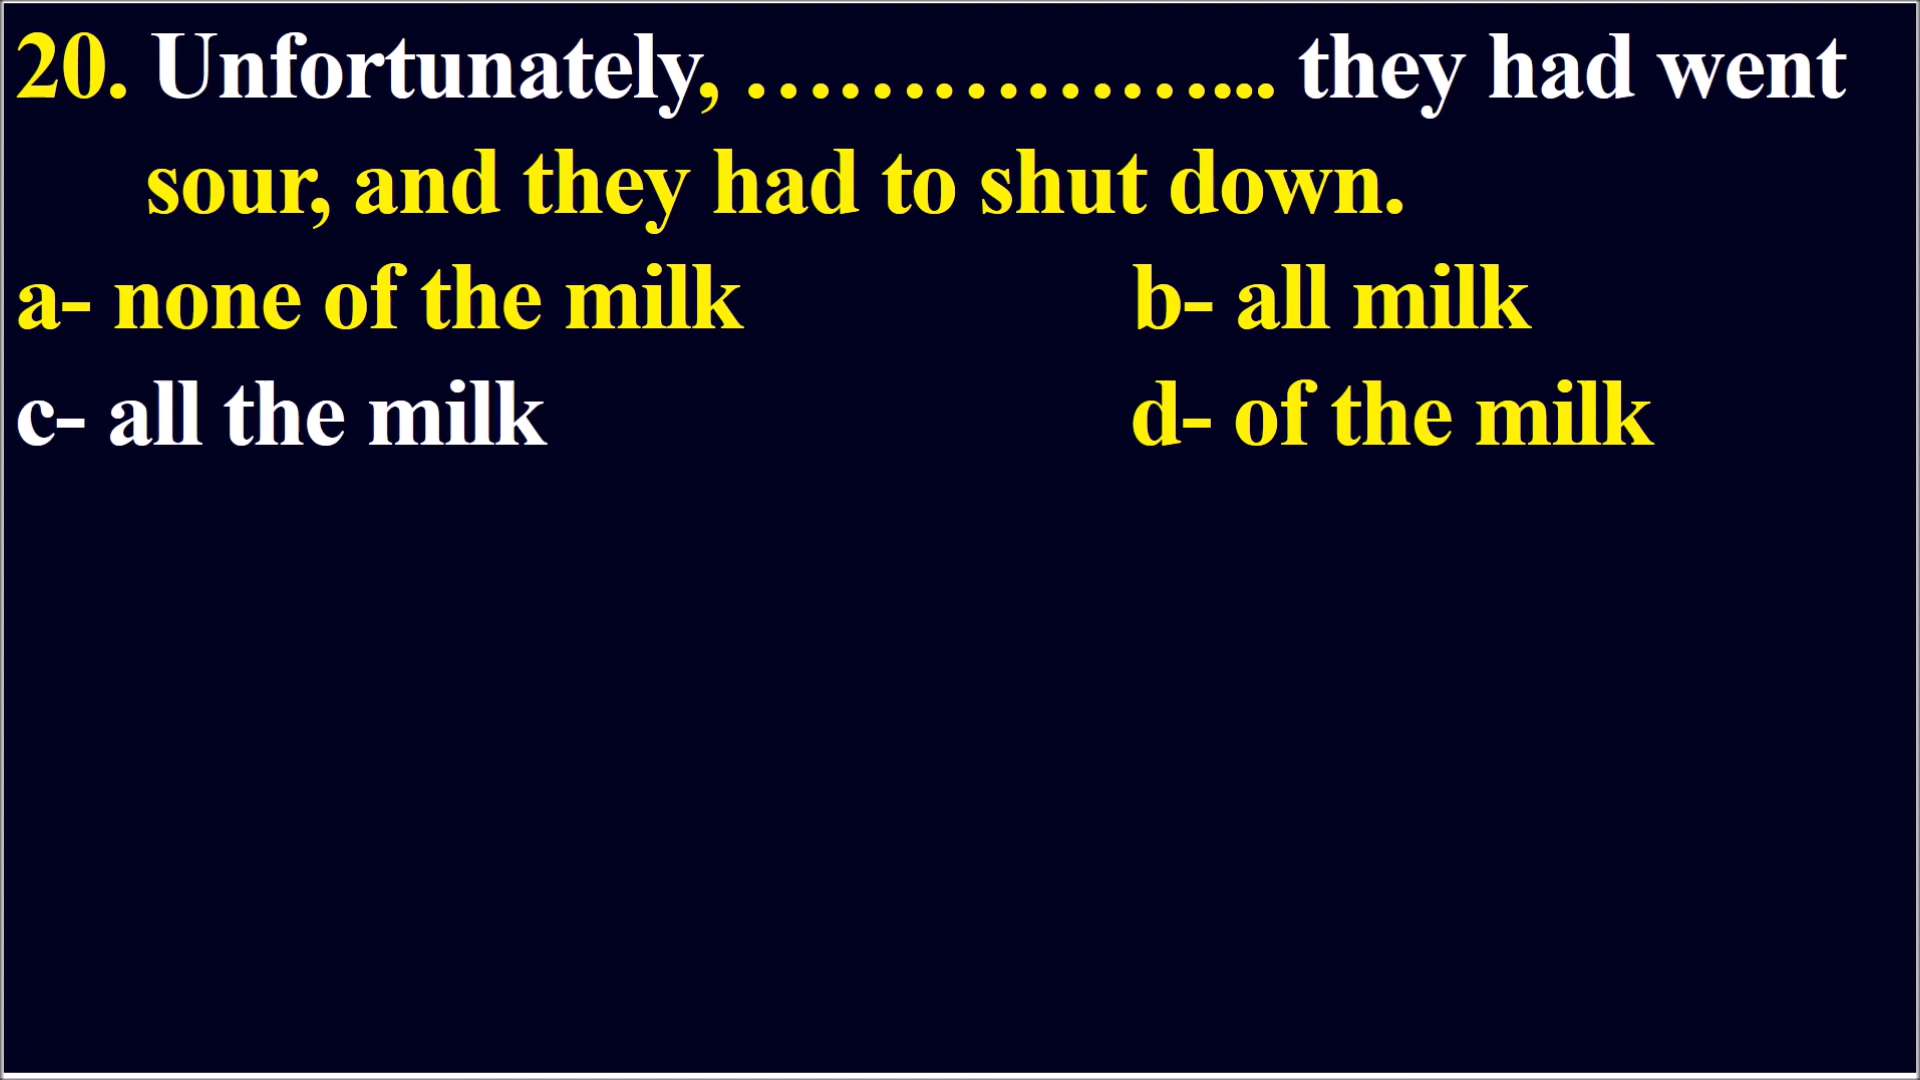 20. Unfortunately, ……………….. they had went
sour, and they had to shut down.
a- none of the milk b- all milk
c- all the milk d- of the milk